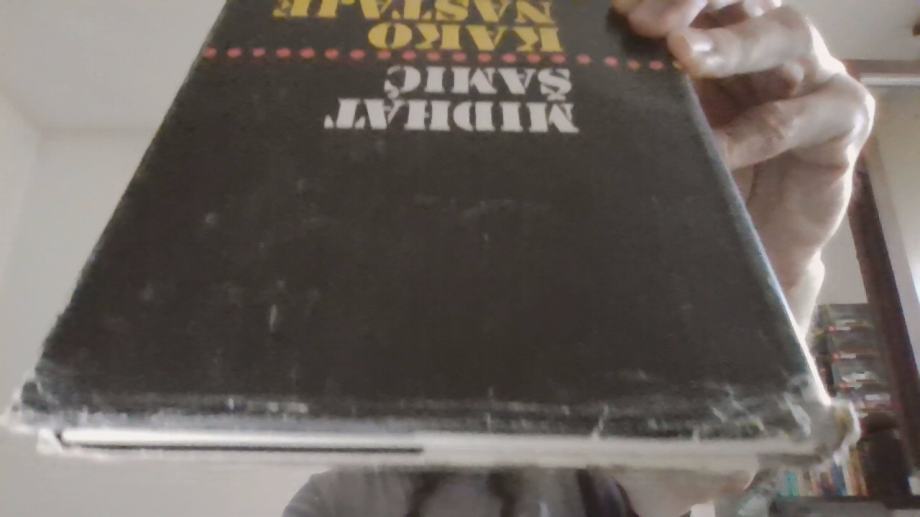 MIDHAT
ŠAMIĆ
KAKO
NASTAJE